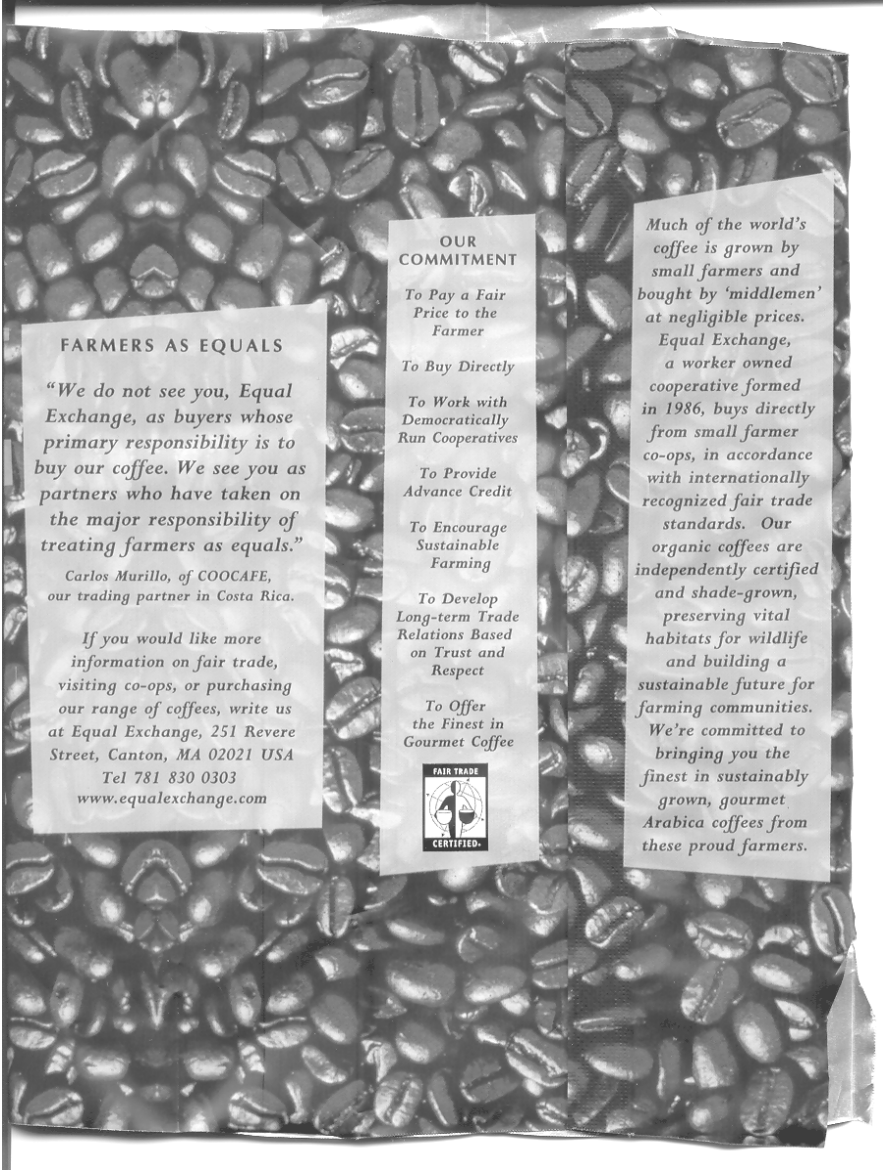 FARMERS AS EQUALS
“We do not see you, Equal
Exchange, as buyers whose
primary responsibility is to
buy our coffee. We see you as
partners who have taken on
the major responsibility of
treating farmers as equals.”
Carlos Murillo, of COOCAFE,
our trading partner in Costa Rica.
If you would like more
information on fair trade,
visiting co-ops, or purchasing
our range of coffees, write us
at Equal Exchange, 251 Revere
Street, Canton, MA 02021 USA
Tel 781 830 0303
www.equalexchange.com
OUR
COMMITMENT
To Pay a Fair
Price to the
Farmer
To Buy Directly
To Work with
Democratically
Run Cooperatives
To Provide
Advance Credit
To Encourage
Sustainable
Farming
To Develop
Long-term Trade
Relations Based
on Trust and
Respect
To Offer
the Finest in
Gourmet Coffee
FAIR TRADE
CERTIFIED
Much of the world's
coffee is grown by
small farmers and
bought by ‘middlemen’
at negligible prices.
Equal Exchange,
a worker owned
cooperative formed
in 1986, buys directly
from small farmer
co-ops, in accordance
with internationally
recognized fair trade
standards. Our
organic coffees are
independently certified
and shade-grown,
preserving vital
habitats for wildlife
and building a
sustainable future for
farming communities.
We're committed to
bringing you the
finest in sustainably
grown, gourmet
Arabica coffees from
these proud farmers.